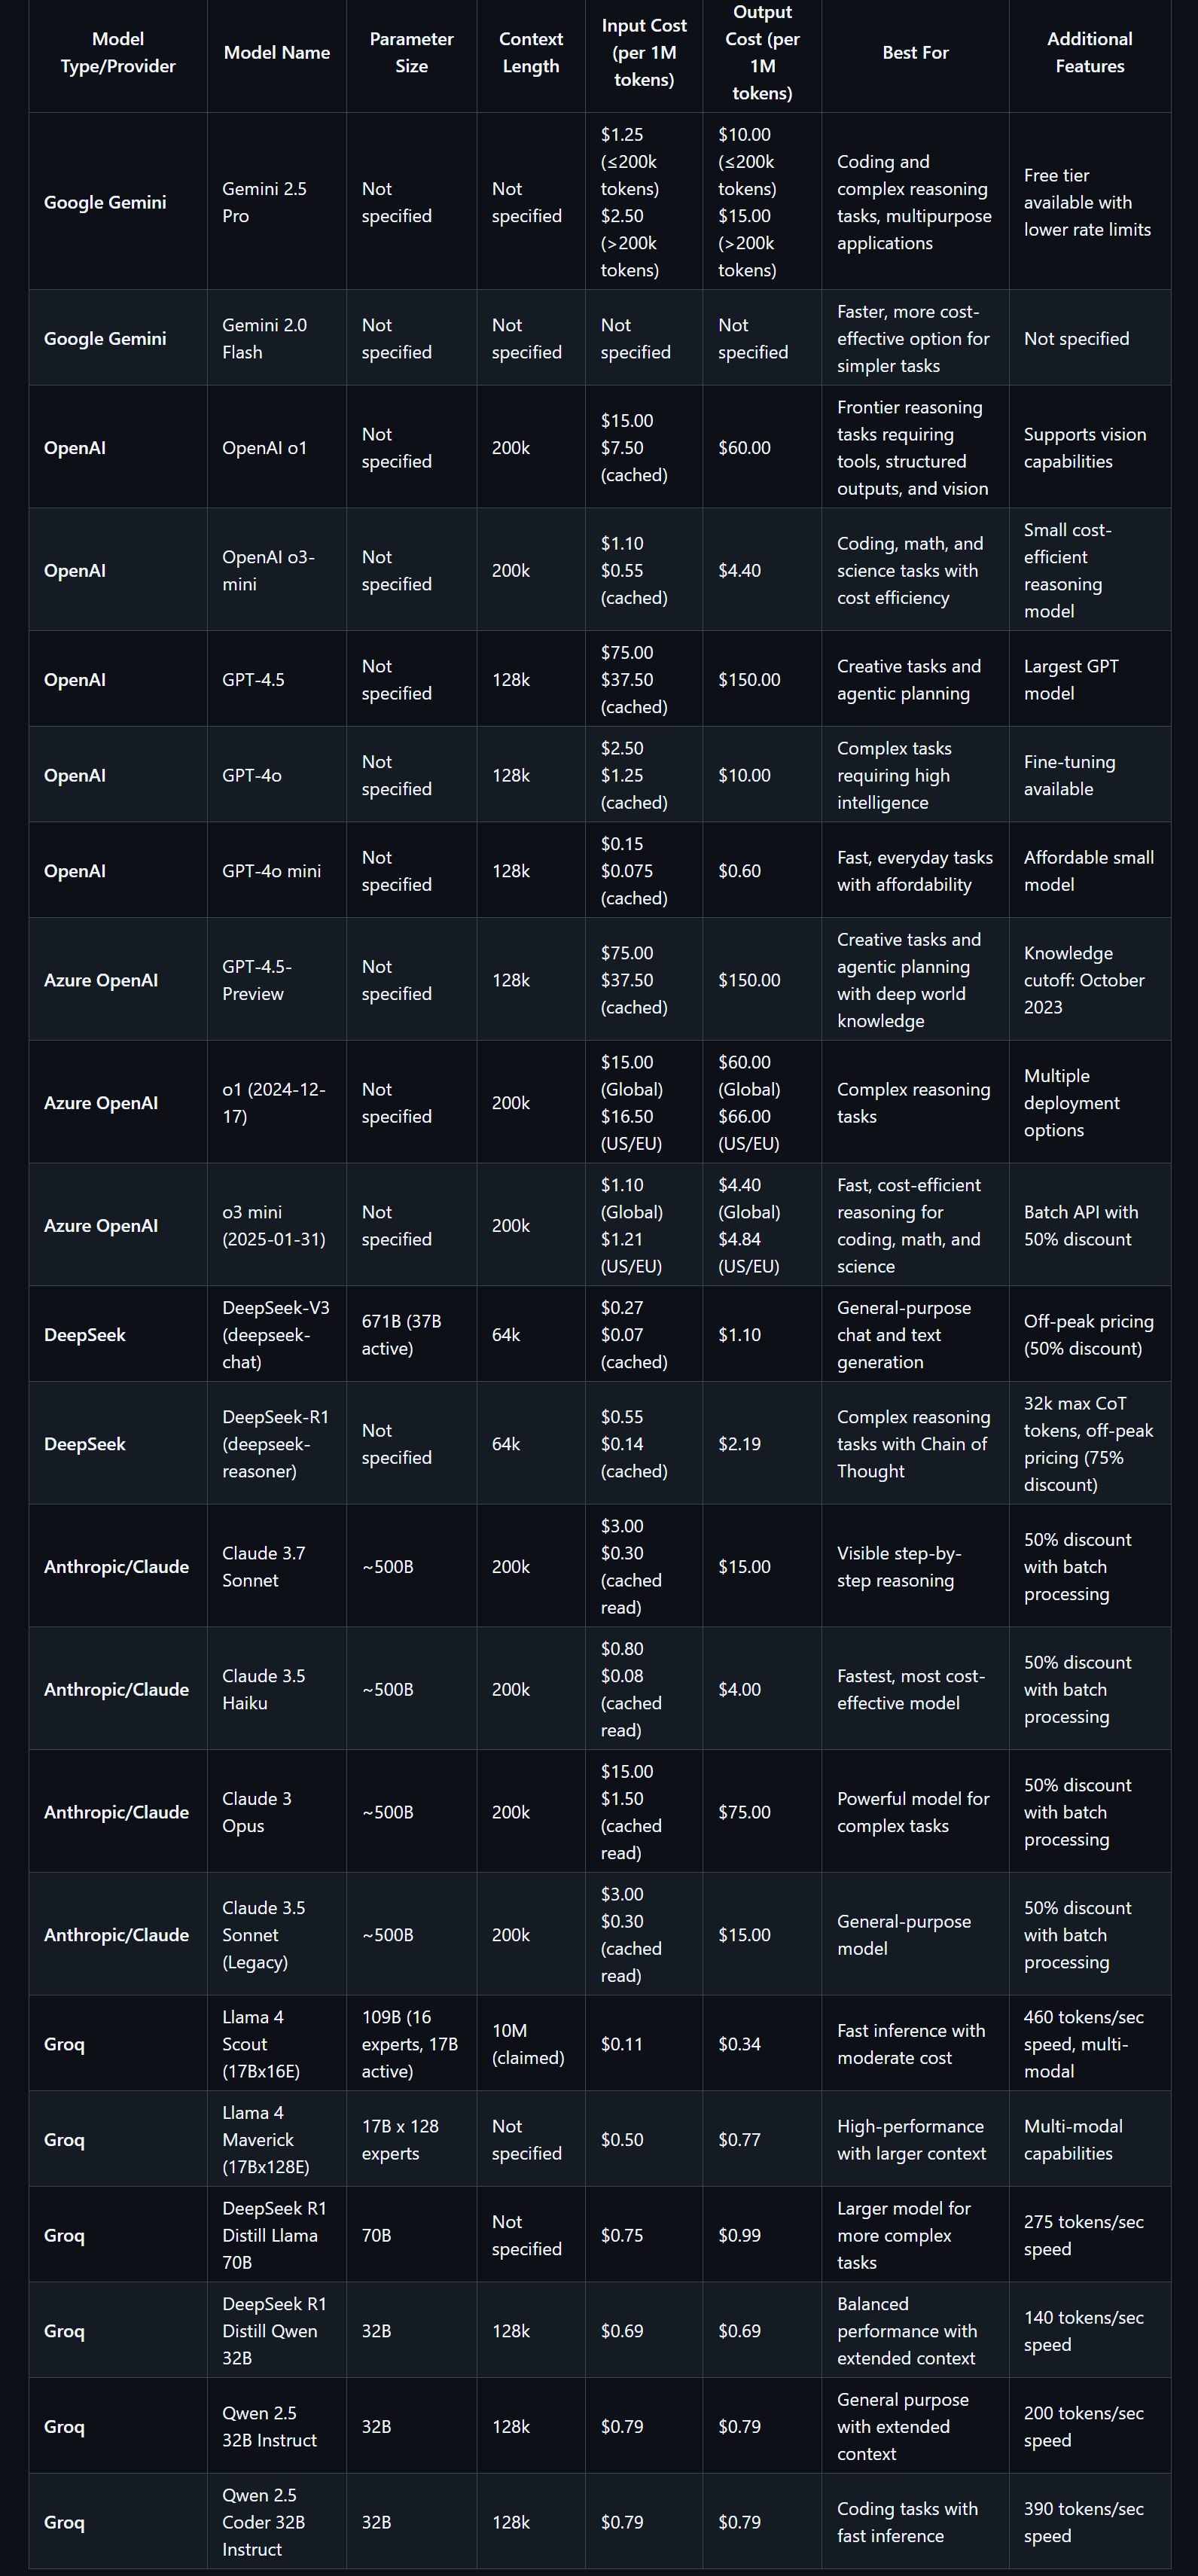 Model Type/Provider | Model Name | Parameter Size | Context Length | Input Cost (per 1M tokens) | Output Cost (per 1M tokens) | Best For | Additional Features
Google Gemini | Gemini 2.5 Pro | Not specified | Not specified | $1.25 (≤200k tokens) $2.50 (>200k tokens) | $10.00 (≤200k tokens) $15.00 (>200k tokens) | Coding and complex reasoning tasks, multipurpose applications | Free tier available with lower rate limits
Google Gemini | Gemini 2.0 Flash | Not specified | Not specified | Not specified | Not specified | Faster, more cost-effective option for simpler tasks | Not specified
OpenAI | OpenAI o1 | Not specified | 200k | $15.00 $7.50 (cached) | $60.00 | Frontier reasoning tasks requiring tools, structured outputs, and vision | Supports vision capabilities
OpenAI | OpenAI o3-mini | Not specified | 200k | $1.10 $0.55 (cached) | $4.40 | Coding, math, and science tasks with cost efficiency | Small cost-efficient reasoning model
OpenAI | GPT-4.5 | Not specified | 128k | $75.00 $37.50 (cached) | $150.00 | Creative tasks and agentic planning | Largest GPT model
OpenAI | GPT-4o | Not specified | 128k | $2.50 $1.25 (cached) | $10.00 | Complex tasks requiring high intelligence | Fine-tuning available
OpenAI | GPT-4o mini | Not specified | 128k | $0.15 $0.075 (cached) | $0.60 | Fast, everyday tasks with affordability | Affordable small model
Azure OpenAI | GPT-4.5-Preview | Not specified | 128k | $75.00 $37.50 (cached) | $150.00 | Creative tasks and agentic planning with deep world knowledge | Knowledge cutoff: October 2023
Azure OpenAI | o1 (2024-12-17) | Not specified | 200k | $15.00 (Global) $16.50 (US/EU) | $60.00 (Global) $66.00 (US/EU) | Complex reasoning tasks | Multiple deployment options
Azure OpenAI | o3 mini (2025-01-31) | Not specified | 200k | $1.10 (Global) $1.21 (US/EU) | $4.40 (Global) $4.84 (US/EU) | Fast, cost-efficient reasoning for coding, math, and science | Batch API with 50% discount
DeepSeek | DeepSeek-V3 (deepseek-chat) | 671B (37B active) | 64k | $0.27 $0.07 (cached) | $1.10 | General-purpose chat and text generation | Off-peak pricing (50% discount)
DeepSeek | DeepSeek-R1 (deepseek-reasoner) | Not specified | 64k | $0.55 $0.14 (cached) | $2.19 | Complex reasoning tasks with Chain of Thought | 32k max CoT tokens, off-peak pricing (75% discount)
Anthropic/Claude | Claude 3.7 Sonnet | ~500B | 200k | $3.00 $0.30 (cached read) | $15.00 | Visible step-by-step reasoning | 50% discount with batch processing
Anthropic/Claude | Claude 3.5 Haiku | ~500B | 200k | $0.80 $0.08 (cached read) | $4.00 | Fastest, most cost-effective model | 50% discount with batch processing
Anthropic/Claude | Claude 3 Opus | ~500B | 200k | $15.00 $1.50 (cached read) | $75.00 | Powerful model for complex tasks | 50% discount with batch processing
Anthropic/Claude | Claude 3.5 Sonnet (Legacy) | ~500B | 200k | $3.00 $0.30 (cached read) | $15.00 | General-purpose model | 50% discount with batch processing
Groq | Llama 4 Scout (17Bx16E) | 109B (16 experts, 17B active) | 10M (claimed) | $0.11 | $0.34 | Fast inference with moderate cost | 460 tokens/sec speed, multi-modal
Groq | Llama 4 Maverick (17Bx128E) | 17B x 128 experts | Not specified | $0.50 | $0.77 | High-performance with larger context | Multi-modal capabilities
Groq | DeepSeek R1 Distill Llama 70B | 70B | Not specified | $0.75 | $0.99 | Larger model for more complex tasks | 275 tokens/sec speed
Groq | DeepSeek R1 Distill Qwen 32B | 32B | 128k | $0.69 | $0.69 | Balanced performance with extended context | 140 tokens/sec speed
Groq | Qwen 2.5 32B Instruct | 32B | 128k | $0.79 | $0.79 | General purpose with extended context | 200 tokens/sec speed
Groq | Qwen 2.5 Coder 32B Instruct | 32B | 128k | $0.79 | $0.79 | Coding tasks with fast inference | 390 tokens/sec speed